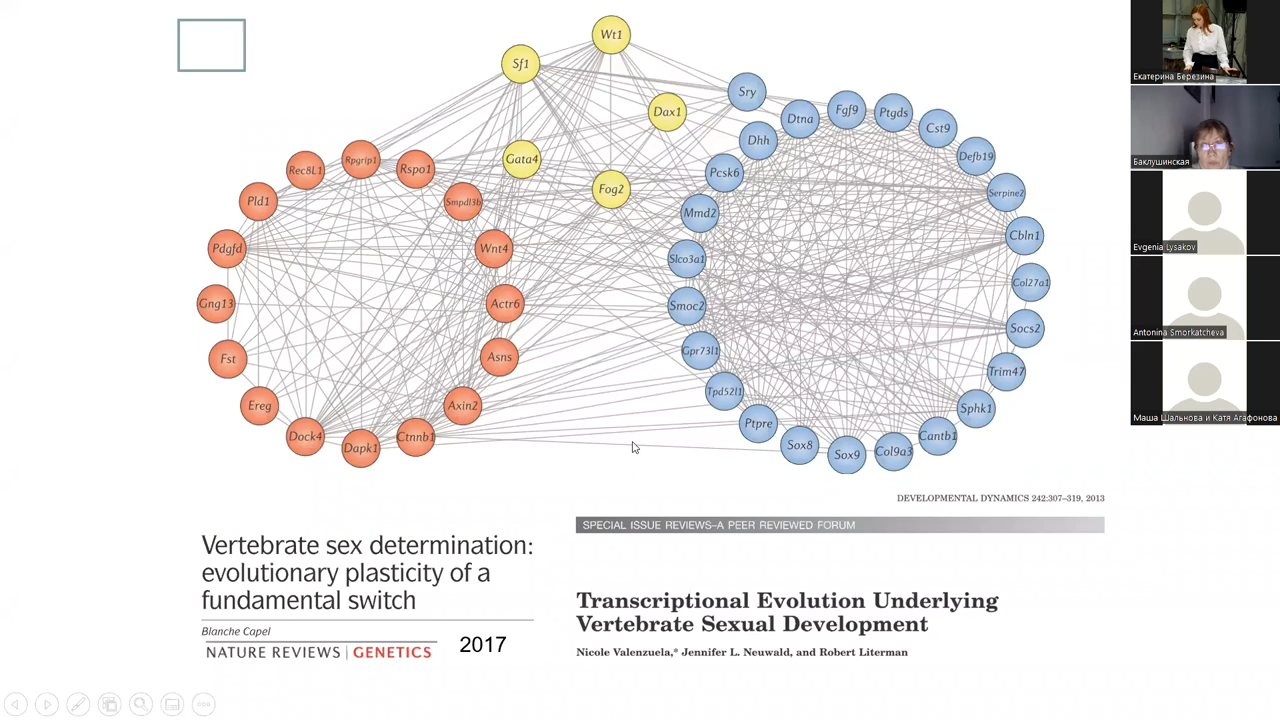 Wt1
Sf1
Sry
Dax1
Dtna
Fgf9
Ptgds
Cst9
Dhh
Defb19
Gata4
Rec8L1
Rpgrip1
Rspo1
Pcsk6
Fog2
Serpine2
Pld1
Smpdl3b
Mmd2
Cbln1
Pdgfd
Wnt4
Slco3a1
Col27a1
Gng13
Actr6
Smoc2
Socs2
Fst
Asns
Gpr73l1
Trim47
Ereg
Axin2
Tpd52l1
Sphk1
Dock4
Dapk1
Ctnnb1
Ptpre
Sox8
Sox9
Col9a3
Cantb1
DEVELOPMENTAL DYNAMICS 242:307–319, 2013
SPECIAL ISSUE REVIEWS–A PEER REVIEWED FORUM
Vertebrate sex determination:
evolutionary plasticity of a
fundamental switch
Blanche Capel
NATURE REVIEWS | GENETICS
2017
Transcriptional Evolution Underlying
Vertebrate Sexual Development
Nicole Valenzuela,* Jennifer L. Neuwald, and Robert Literman
Екатерина Березина
Баклушинская
Evgenia Lysakov
Antonina Smorkatcheva
Маша Шальнова и Катя Агафонова